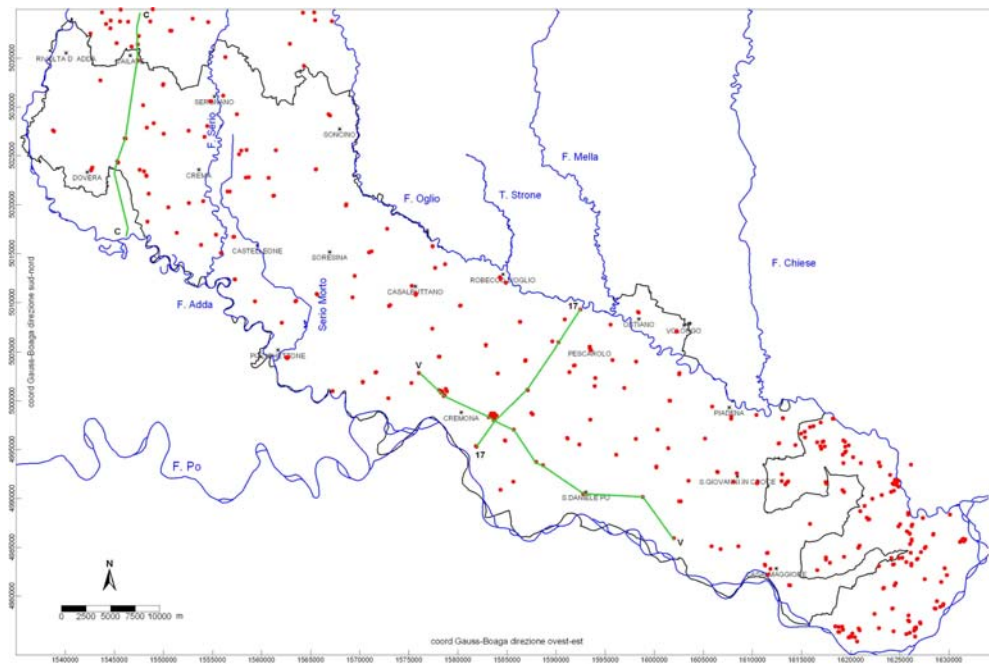 C
RIVOLTA D' ADDA
SERGNANO
SONCINO
F. Serio
F. Mella
CREMA
DOVERA
F. Oglio
T. Strone
C
CASTELLEONE
SORESINA
F. Chiese
F. Adda
Serio Morto
CASALBUTTANO
ROBECCO D'OGLIO
17
OSTIANO
VOLONGO
PESCAROLO
V
CREMONA
PIADENA
17
F. Po
S.GIOVANNI IN CROCE
S.DANIELE PO
V
N
0 2500 5000 7500 10000 m
coord Gauss-Boaga direzione sud-nord
5035000
5030000
5025000
5020000
5015000
5010000
5005000
5000000
4995000
4990000
4985000
4980000
coord Gauss-Boaga direzione ovest-est
1540000 1545000 1550000 1555000 1560000 1565000 1570000 1575000 1580000 1585000 1590000 1595000 1600000 1605000 1610000 1615000 1620000 1625000 1630000